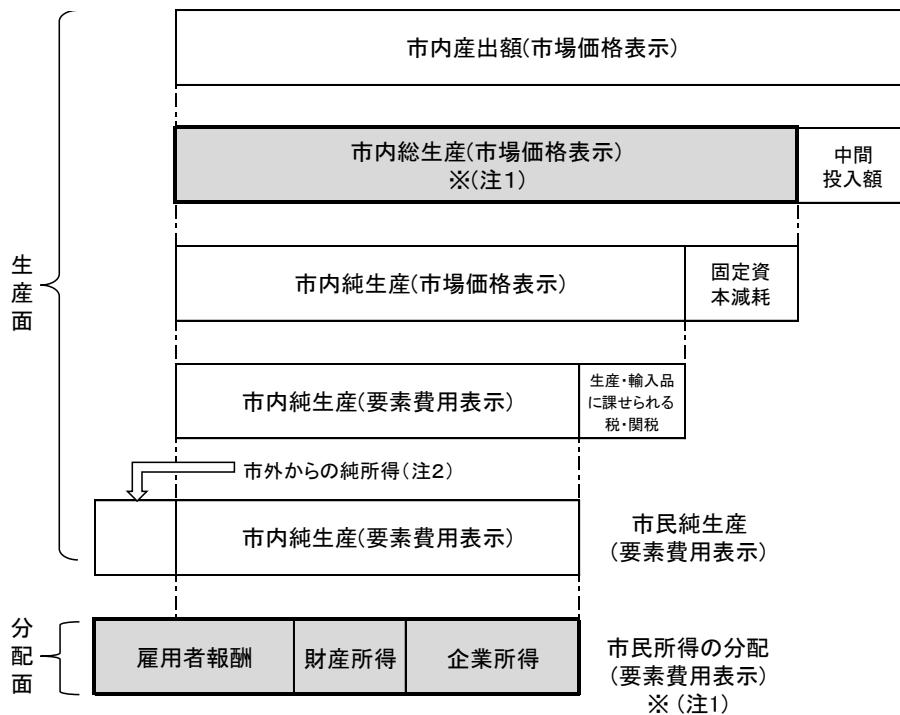 市内産出額(市場価格表示)
市内総生産(市場価格表示)
※(注1)
中間
投入額
生産面
市内純生産(市場価格表示)
固定資
本減耗
市内純生産(要素費用表示)
生産・輸入品
に課せられる
税・関税
市外からの純所得(注2)
市内純生産(要素費用表示)
市民純生産
(要素費用表示)
分配面
雇用者報酬
財産所得
企業所得
市民所得の分配
(要素費用表示)
※ (注1)